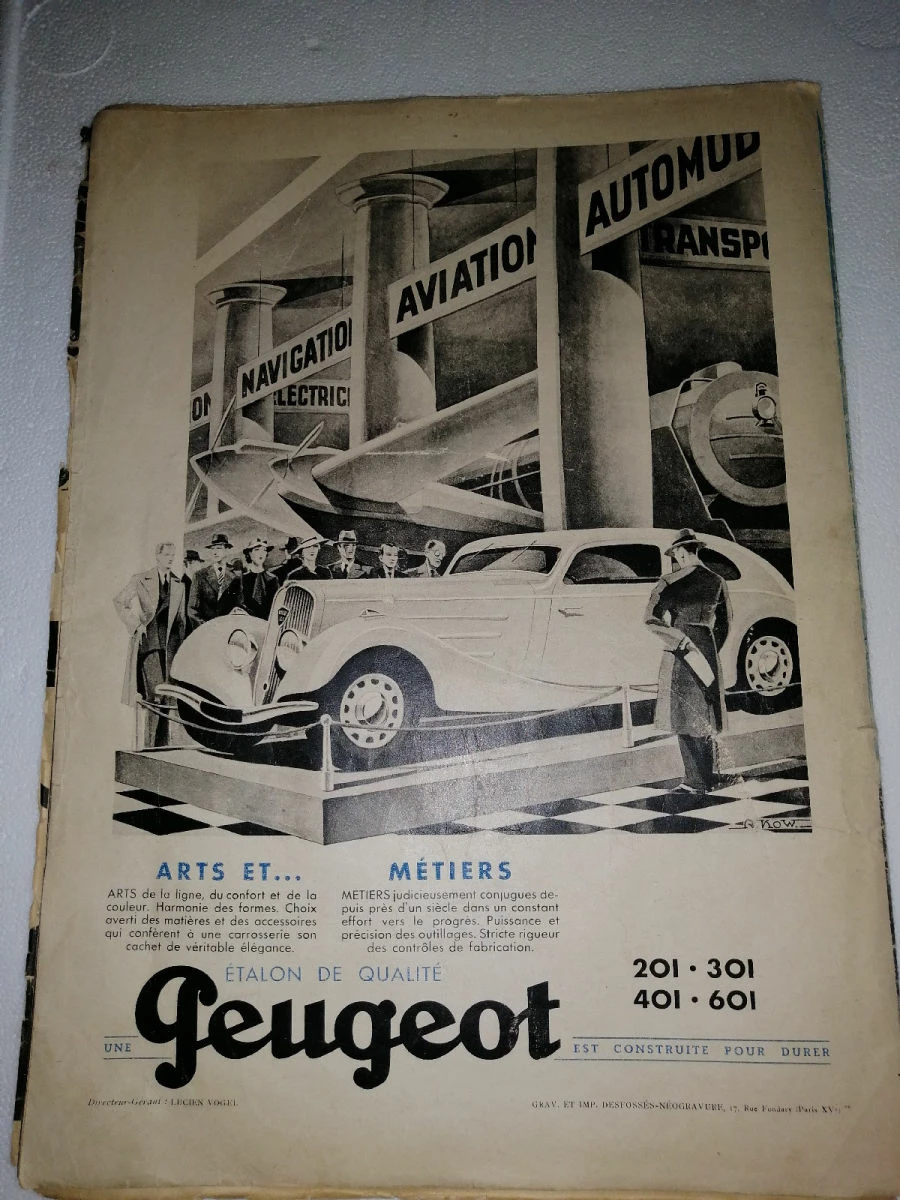 AUTOMOB
TRANSPO
AVIATION
NAVIGATION
ELECTRICI
ON
R. KOW.
ARTS ET...
ARTS de la ligne, du confort et de la
couleur. Harmonie des formes. Choix
averti des matières et des accessoires
qui confèrent à une carrosserie son
cachet de véritable élégance.
MÉTIERS
METIERS judicieusement conjugues de-
puis près d'un siècle dans un constant
effort vers le progrès. Puissance et
précision des outillages. Stricte rigueur
des contrôles de fabrication.
ÉTALON DE QUALITÉ
201 • 301
401 • 601
UNE Peugeot EST CONSTRUITE POUR DURER
Directeur-Gérant : LUCIEN VOGEL
GRAV. ET IMP. DESFOSSÉS-NÉOGRAVURE, 17, Rue Fondary (Paris XVe)